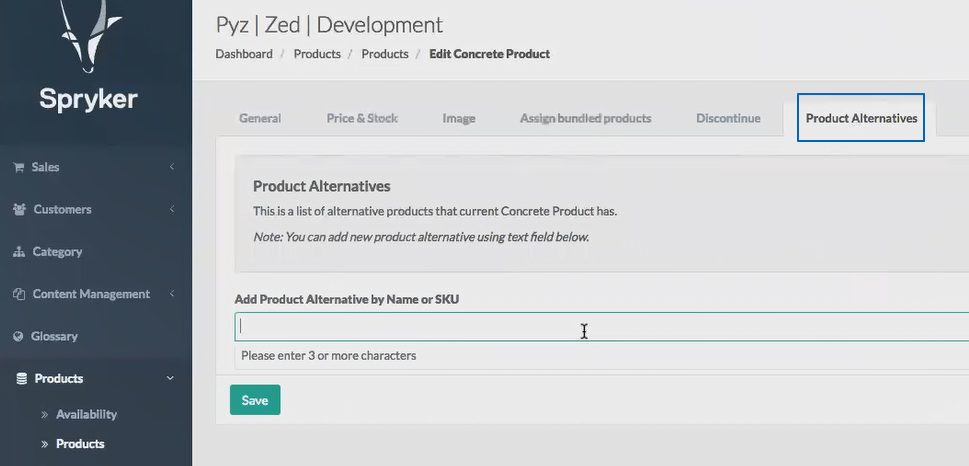 Spryker
Sales
Customers
Category
Content Management
Glossary
Products
Availability
Products
Pyz | Zed | Development
Dashboard / Products / Products / Edit Concrete Product
General Price & Stock Image Assign bundled products Discontinue Product Alternatives
Product Alternatives
This is a list of alternative products that current Concrete Product has.
Note: You can add new product alternative using text field below.
Add Product Alternative by Name or SKU
Please enter 3 or more characters
Save